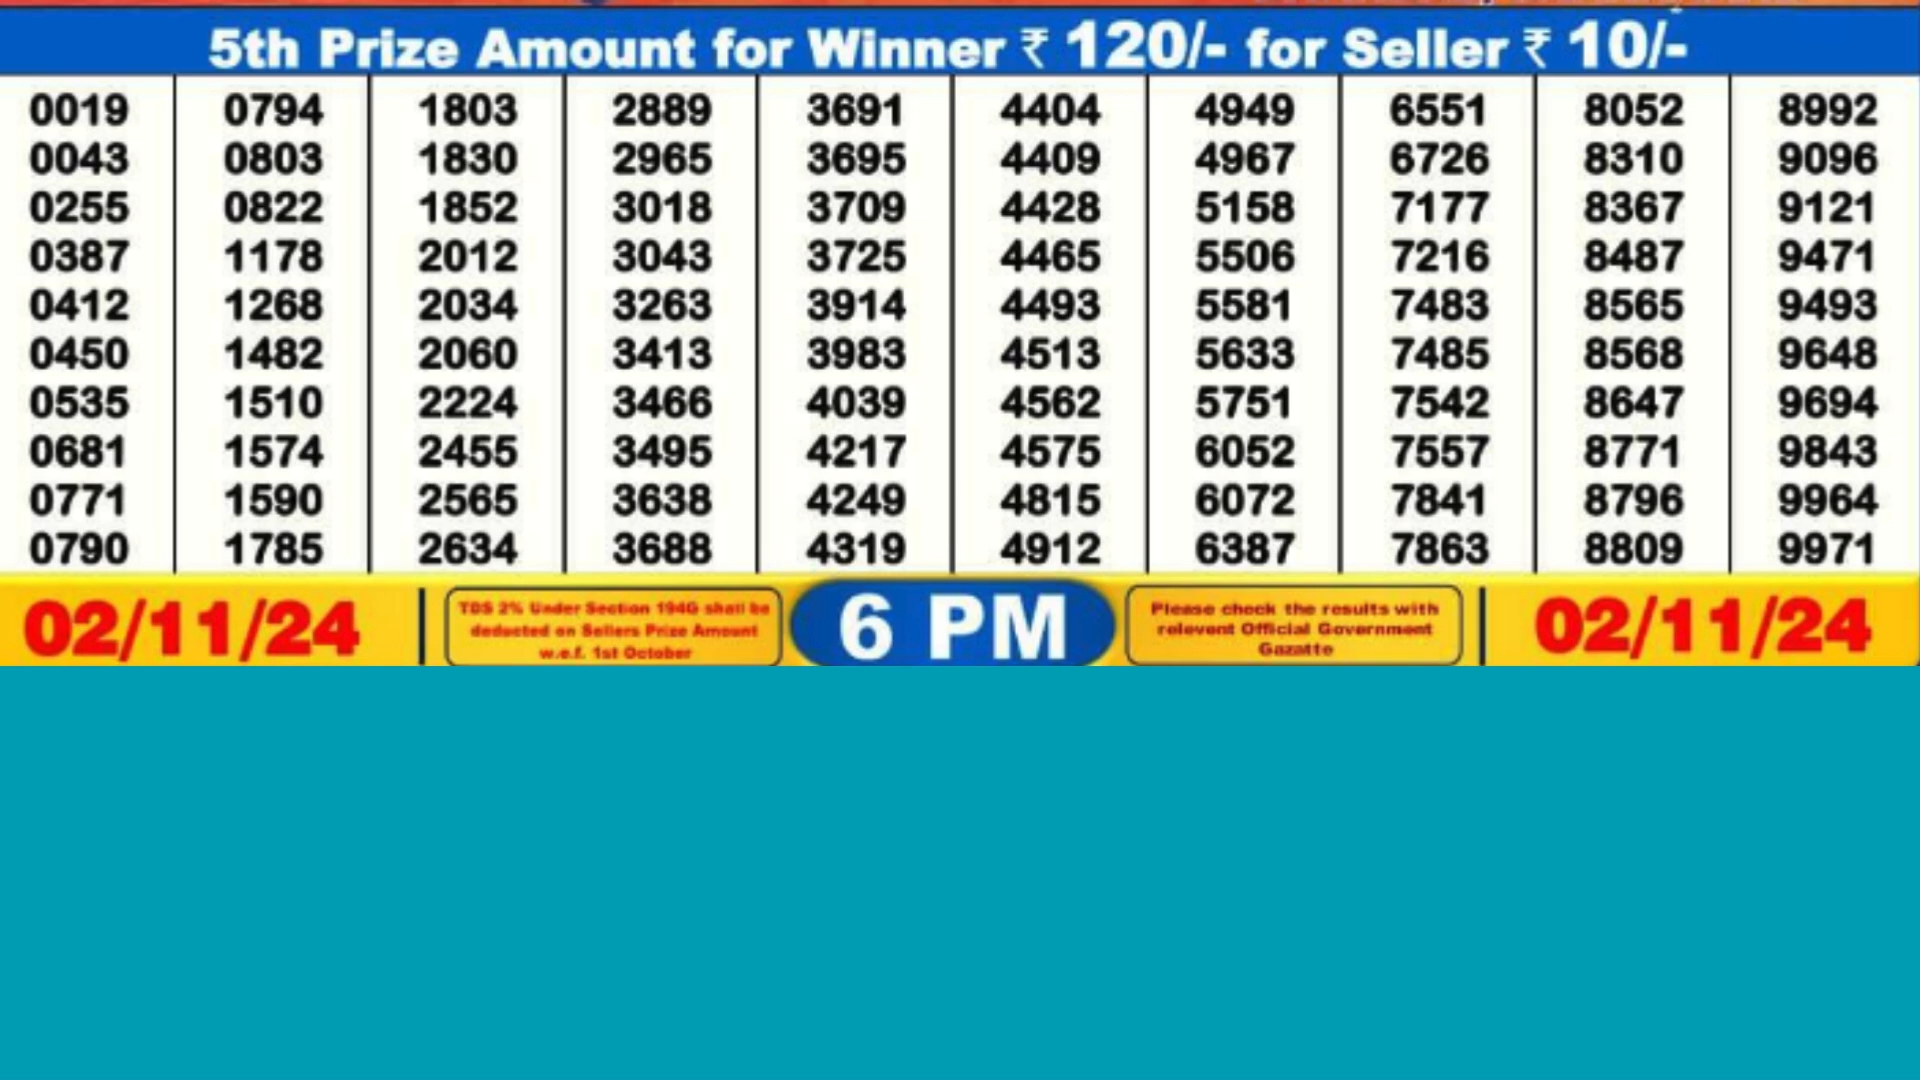 5th Prize Amount for Winner ₹ 120/- for Seller ₹ 10/-
0019 0794 1803 2889 3691 4404 4949 6551 8052 8992
0043 0803 1830 2965 3695 4409 4967 6726 8310 9096
0255 0822 1852 3018 3709 4428 5158 7177 8367 9121
0387 1178 2012 3043 3725 4465 5506 7216 8487 9471
0412 1268 2034 3263 3914 4493 5581 7483 8565 9493
0450 1482 2060 3413 3983 4513 5633 7485 8568 9648
0535 1510 2224 3466 4039 4562 5751 7542 8647 9694
0681 1574 2455 3495 4217 4575 6052 7557 8771 9843
0771 1590 2565 3638 4249 4815 6072 7841 8796 9964
0790 1785 2634 3688 4319 4912 6387 7863 8809 9971
02/11/24
TDS 2% Under Section 194G shall be
deducted on Sellers Prize Amount
w.e.f. 1st October
6 PM
Please check the results with
relevent Official Government
Gazatte
02/11/24